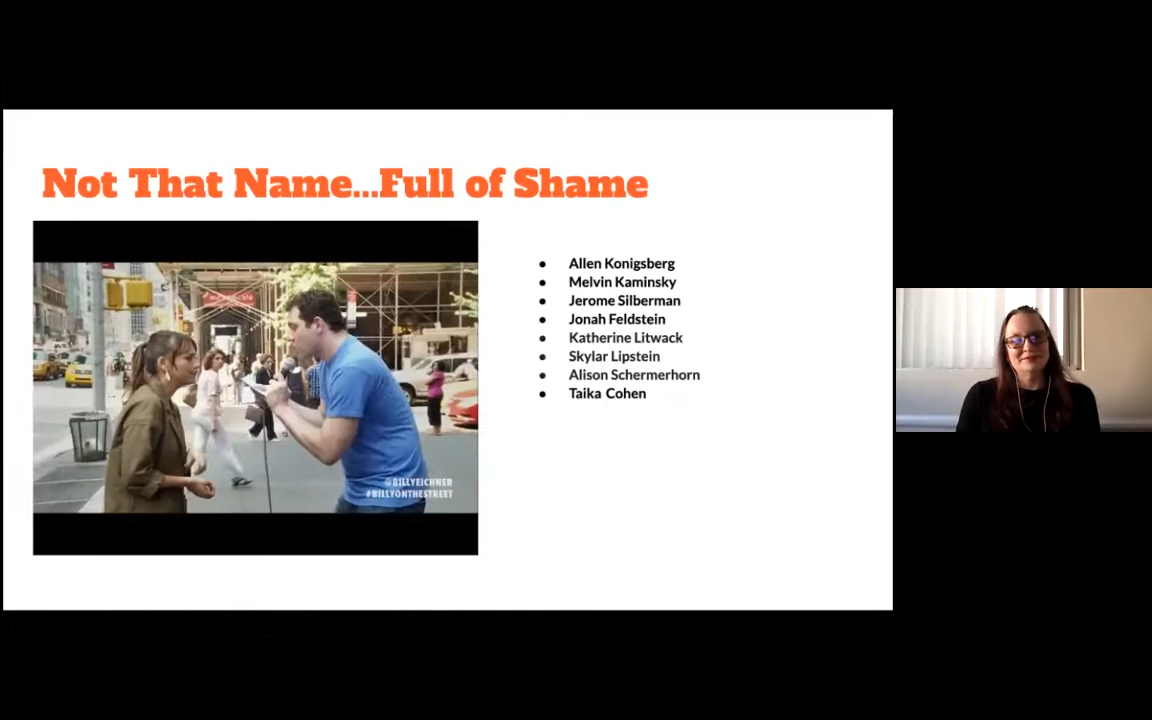 Not That Name...Full of Shame
@BILLYEICHNER
#BILLYONTHESTREET
● Allen Konigsberg
● Melvin Kaminsky
● Jerome Silberman
● Jonah Feldstein
● Katherine Litwack
● Skylar Lipstein
● Alison Schermerhorn
● Taika Cohen